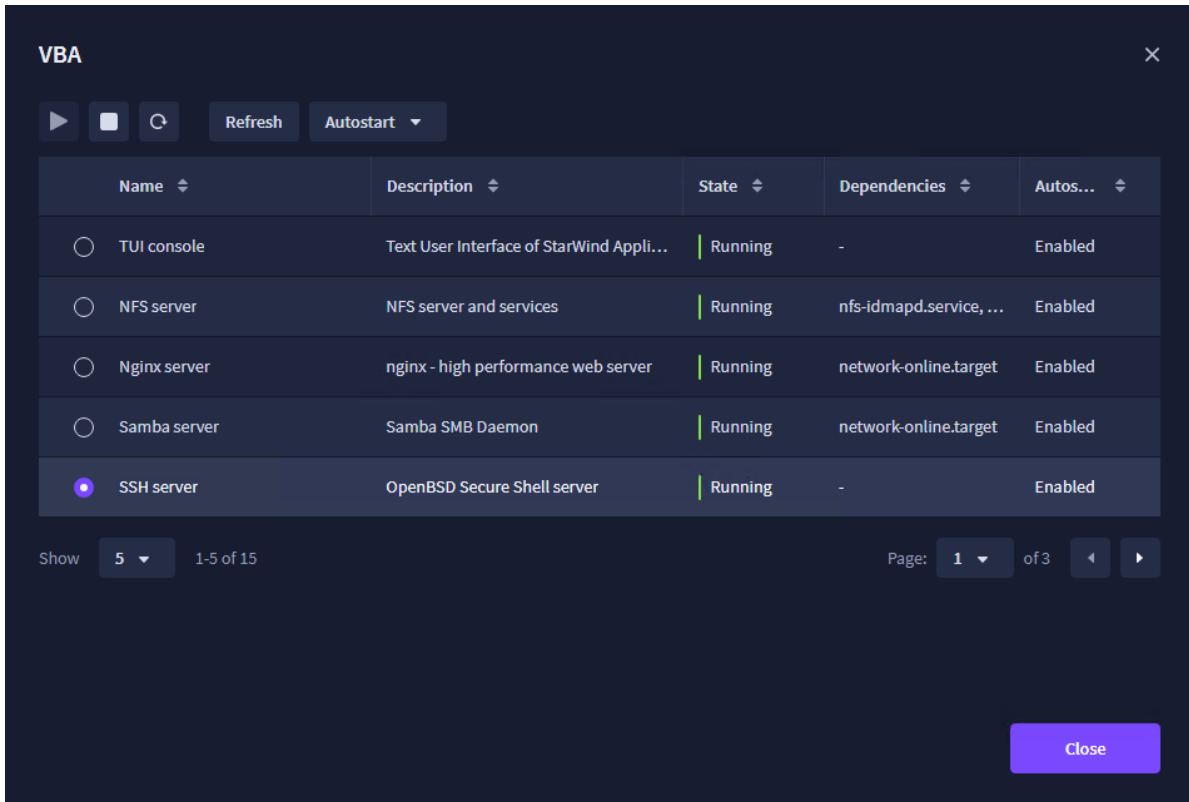 VBA
Refresh Autostart
Name Description State Dependencies Autos...
TUI console Text User Interface of StarWind Appli... Running - Enabled
NFS server NFS server and services Running nfs-idmapd.service, ... Enabled
Nginx server nginx - high performance web server Running network-online.target Enabled
Samba server Samba SMB Daemon Running network-online.target Enabled
SSH server OpenBSD Secure Shell server Running - Enabled
Show 5 1-5 of 15 Page: 1 of 3
Close